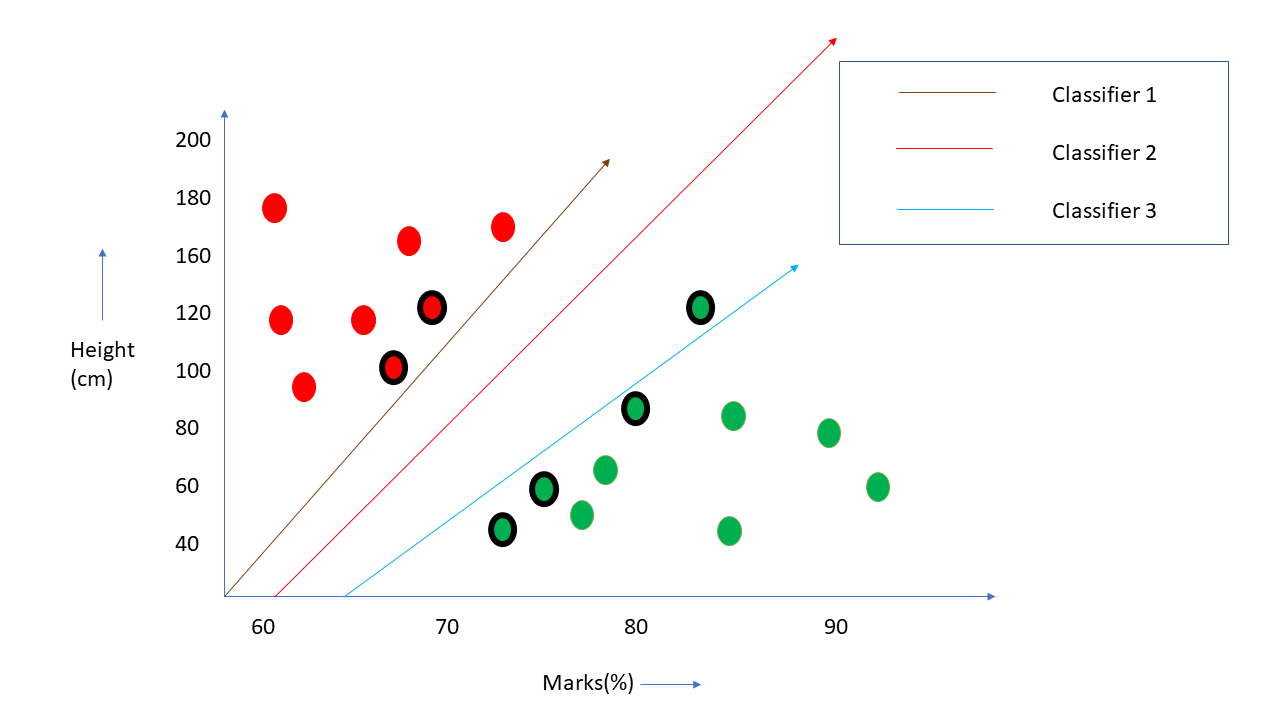 Classifier 1
Classifier 2
Classifier 3
200
180
160
120
100
80
60
40
Height
(cm)
60 70 80 90
Marks(%)